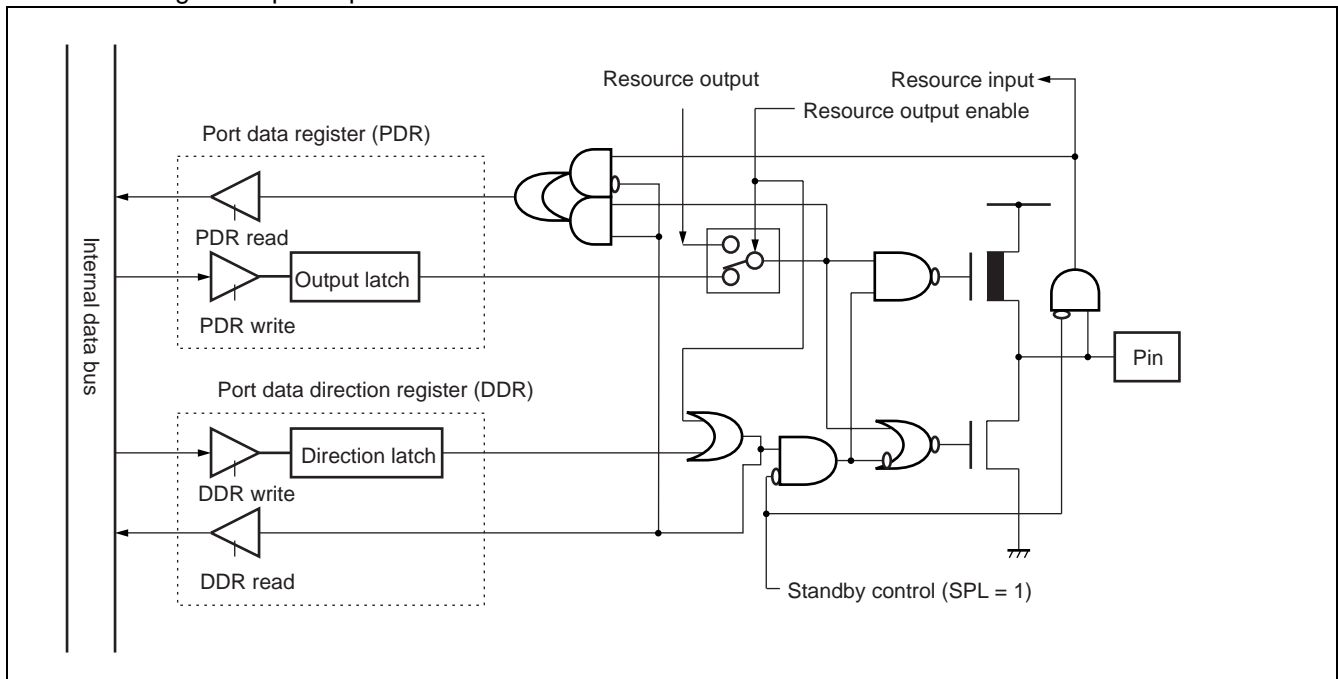 Resource output
Resource input
Resource output enable
Port data register (PDR)
PDR read
Output latch
PDR write
Internal data bus
Pin
Port data direction register (DDR)
Direction latch
DDR write
DDR read
Standby control (SPL = 1)